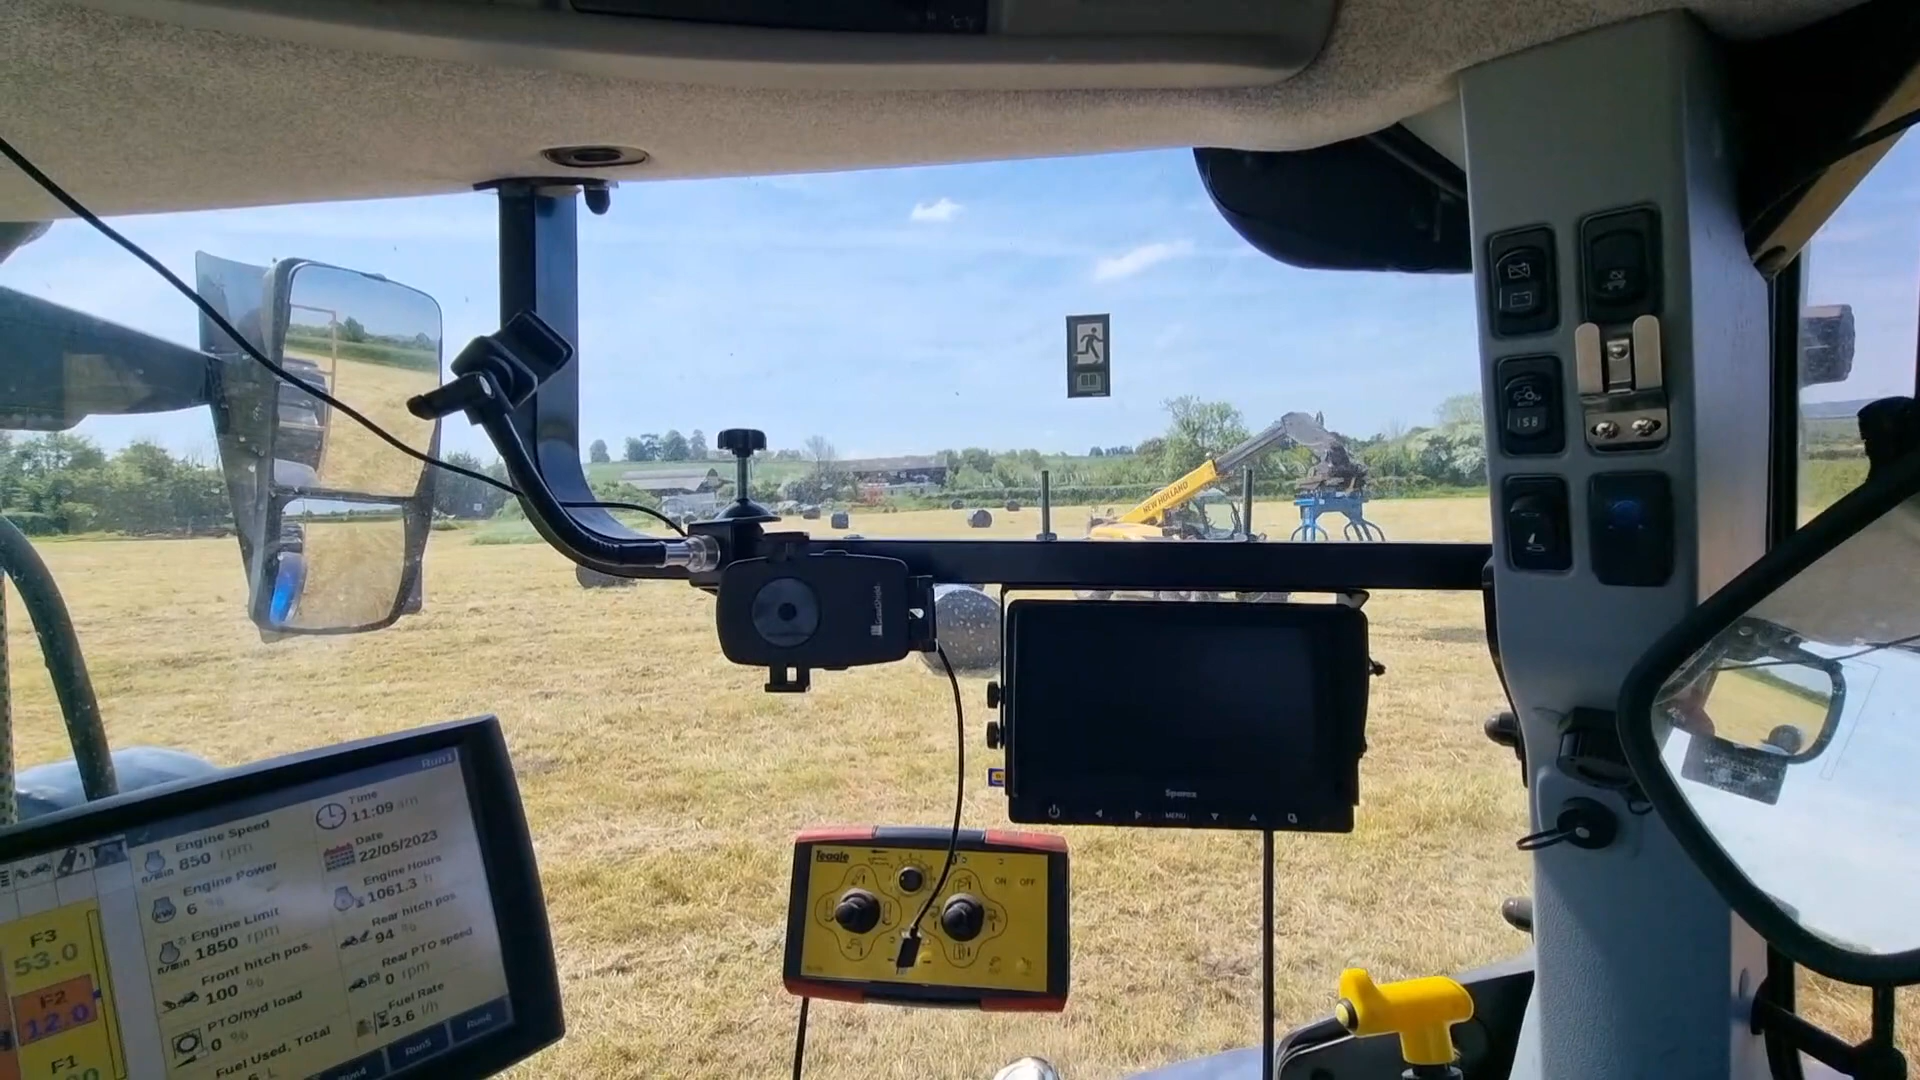 NEW HOLLAND
ISB
GreatShield
Sparex
MENU
Teagle
ON OFF
Run1
Engine Speed
850 rpm
Engine Power
6 %
Engine Limit
1850 rpm
Front hitch pos.
100 %
PTO/hyd load
0 %
Fuel Used, Total
L
Time
11:09 am
Date
22/05/2023
Engine Hours
1061.3 h
Rear hitch pos.
94 %
Rear PTO speed
0 rpm
Fuel Rate
3.6 l/h
F3
53.0
F2
12.0
F1
Run4
Run5
Run6